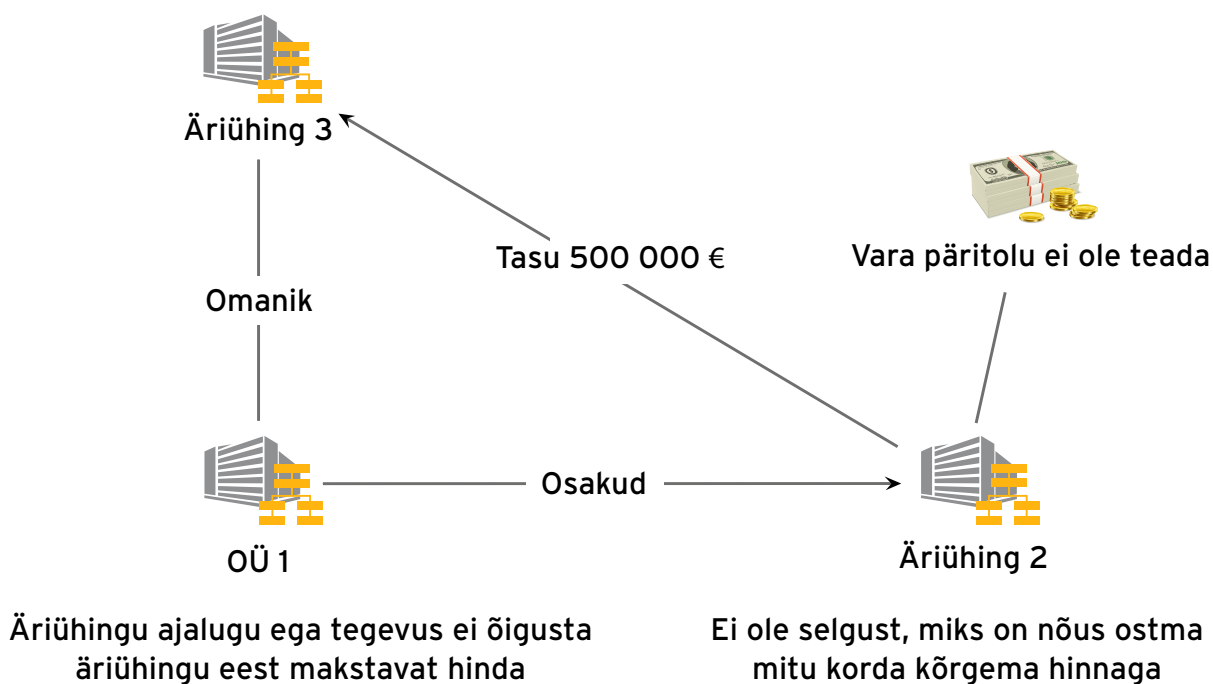 Äriühing 3
Tasu 500 000 €
Vara päritolu ei ole teada
Omanik
Osakud
OÜ 1
Äriühing 2
Äriühingu ajalugu ega tegevus ei õigusta
äriühingu eest makstavat hinda
Ei ole selgust, miks on nõus ostma
mitu korda kõrgema hinnaga